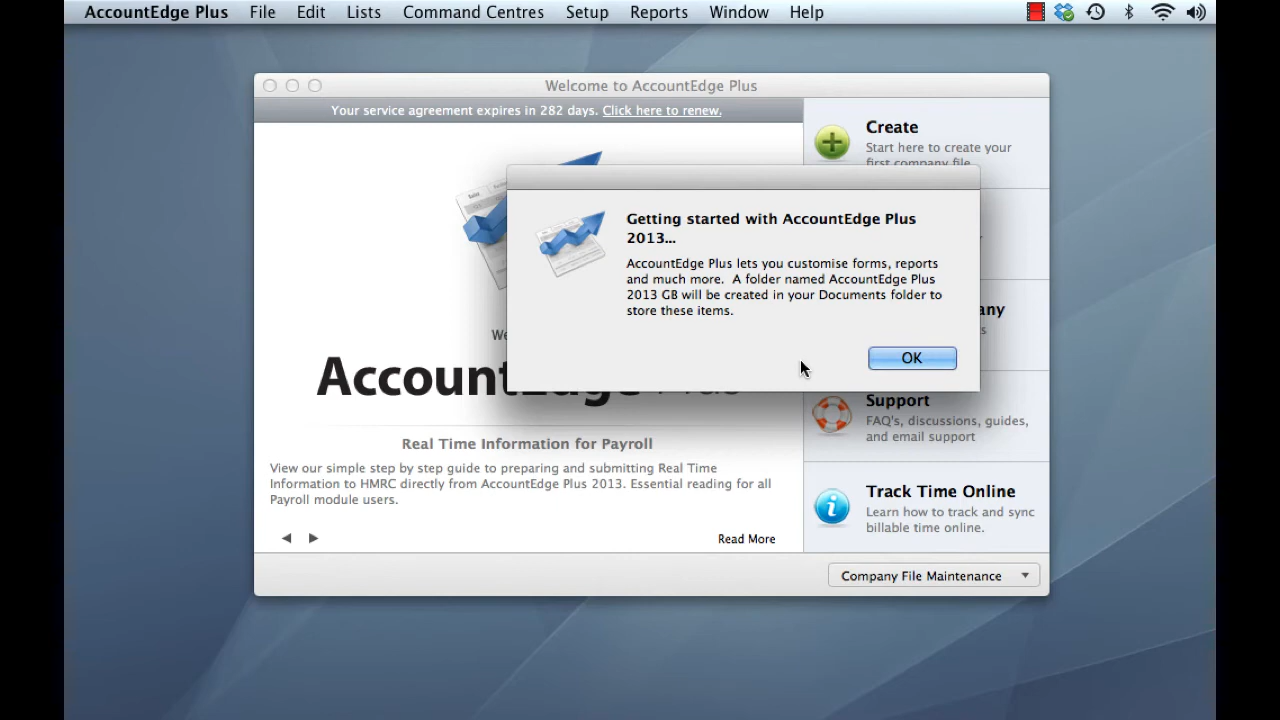 AccountEdge Plus File Edit Lists Command Centres Setup Reports Window Help
Welcome to AccountEdge Plus
Your service agreement expires in 282 days. Click here to renew.
Create
Start here to create your
first company file.
Getting started with AccountEdge Plus
2013...
AccountEdge Plus lets you customise forms, reports
and much more. A folder named AccountEdge Plus
2013 GB will be created in your Documents folder to
store these items.
OK
Real Time Information for Payroll
View our simple step by step guide to preparing and submitting Real Time
Information to HMRC directly from AccountEdge Plus 2013. Essential reading for all
Payroll module users.
Read More
Support
FAQ's, discussions, guides,
and email support
Track Time Online
Learn how to track and sync
billable time online.
Company File Maintenance